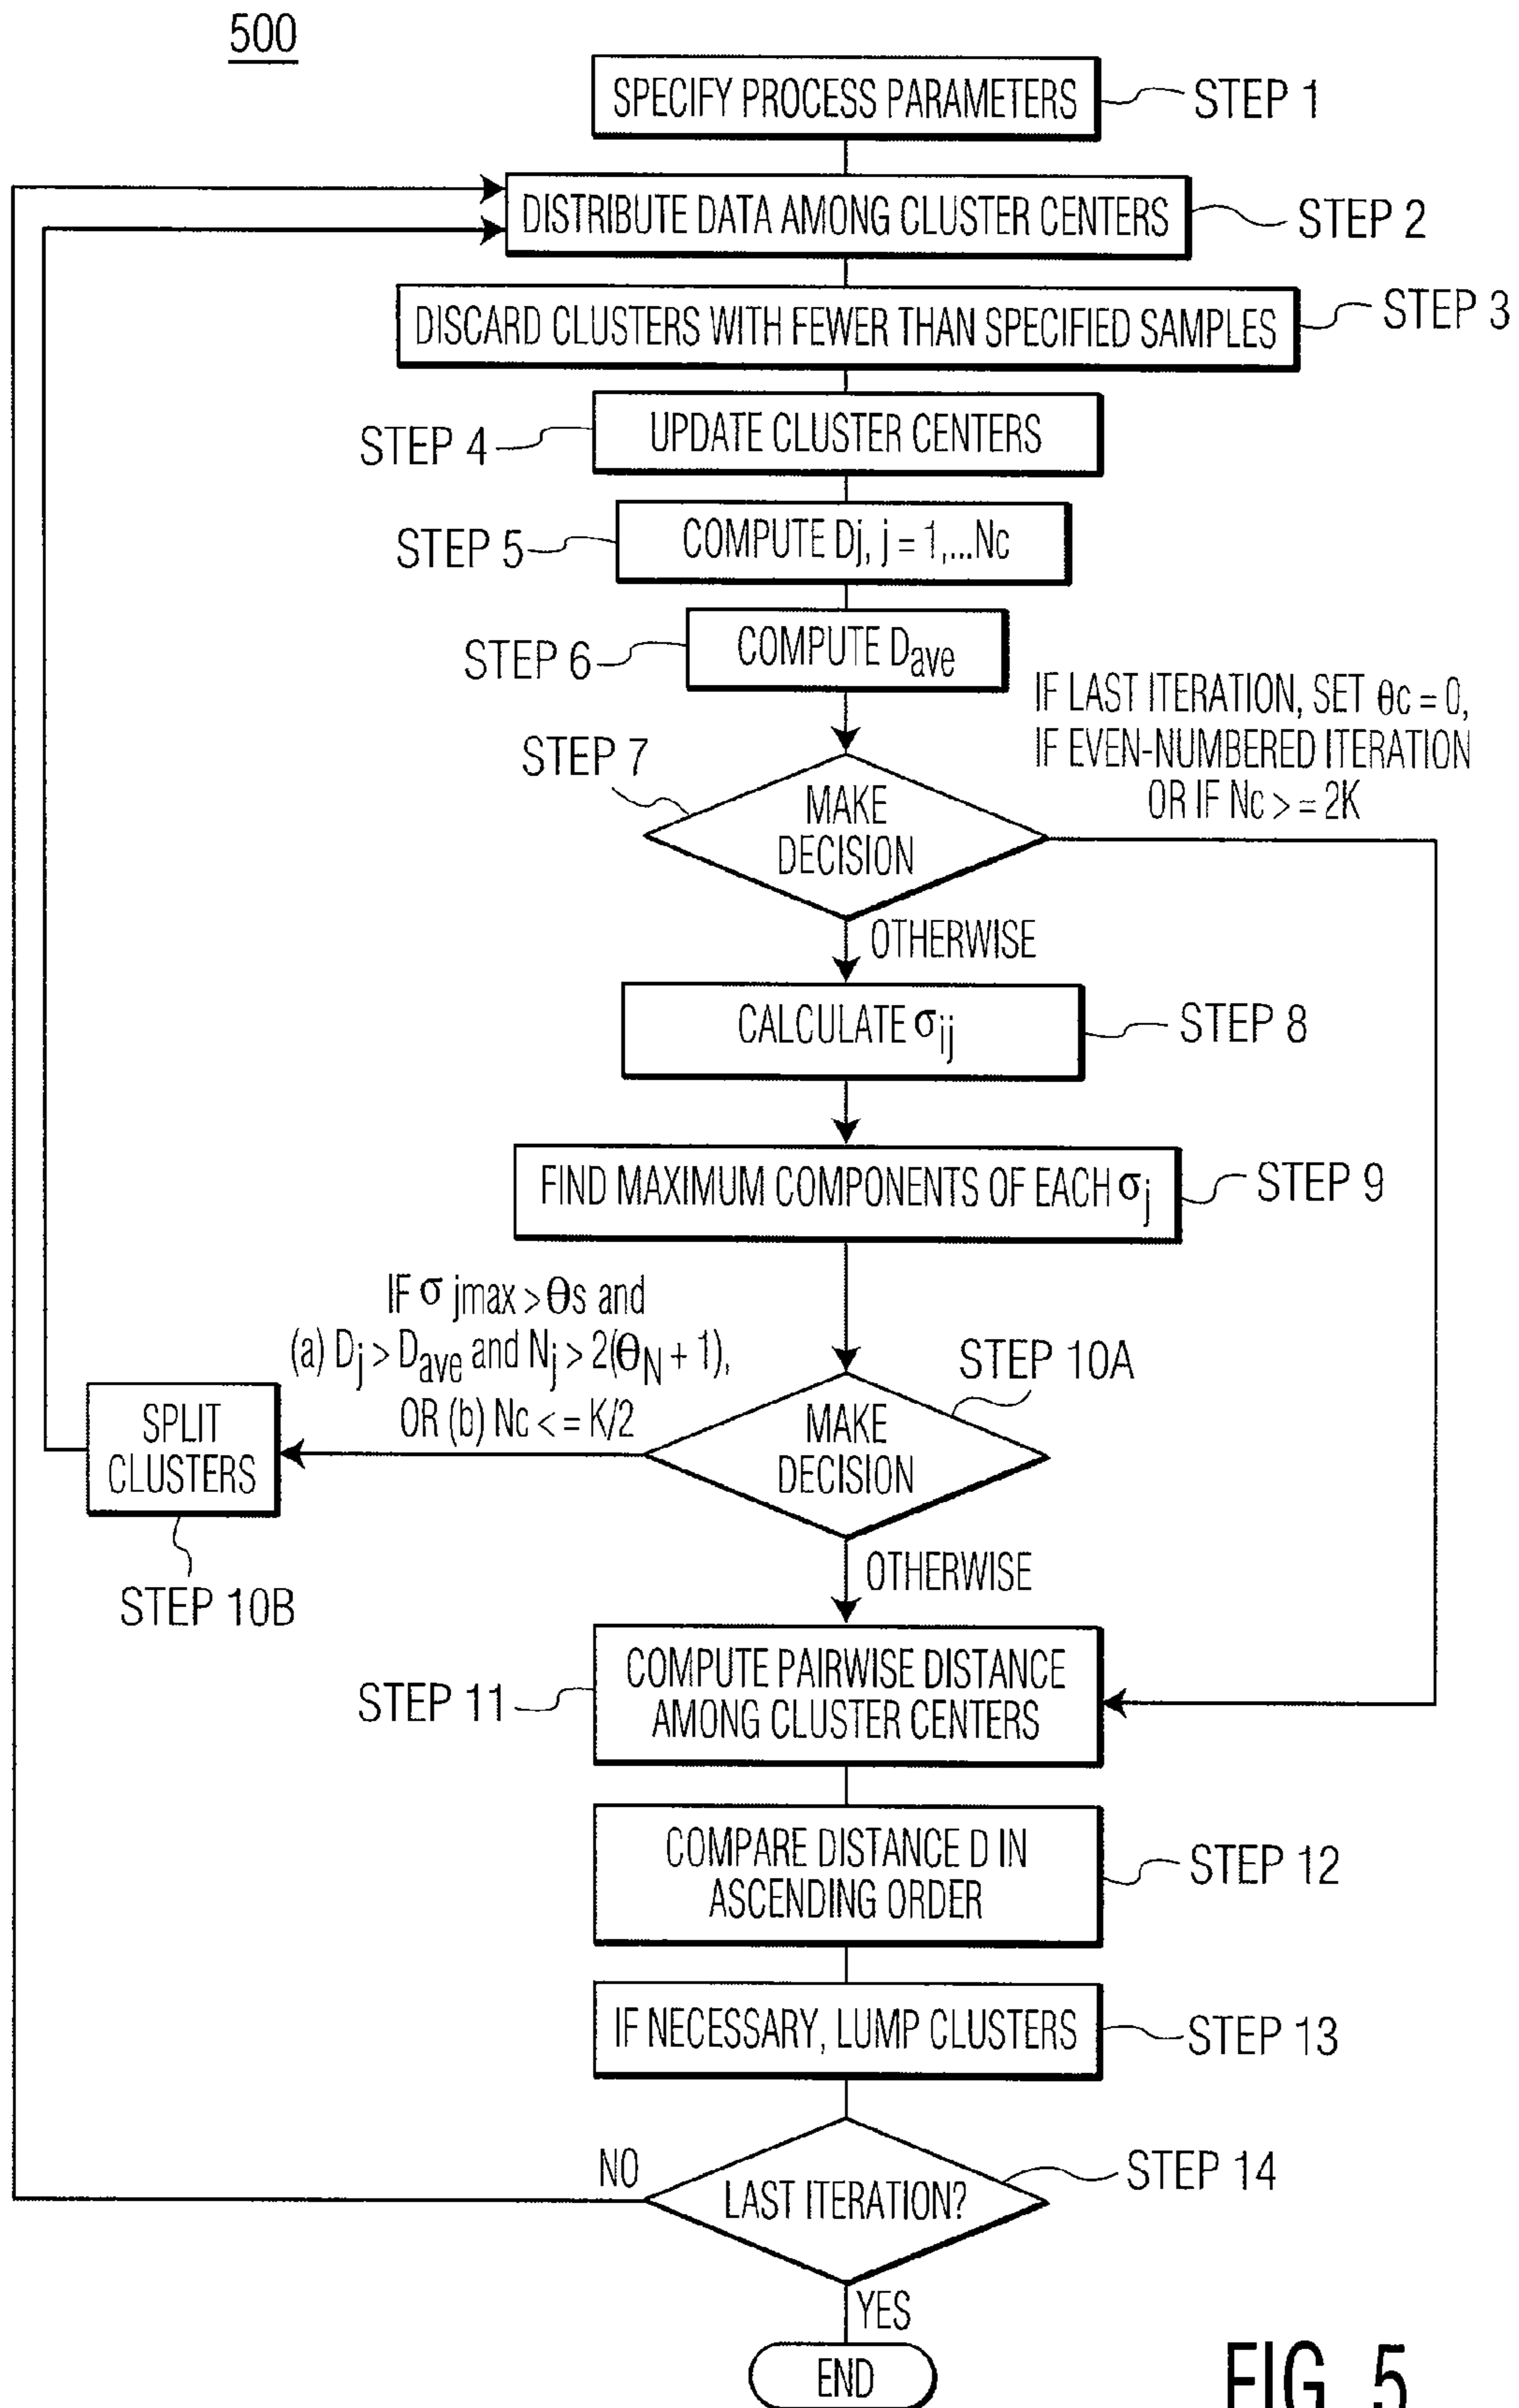 500
SPECIFY PROCESS PARAMETERS
STEP 1
DISTRIBUTE DATA AMONG CLUSTER CENTERS
STEP 2
DISCARD CLUSTERS WITH FEWER THAN SPECIFIED SAMPLES
STEP 3
STEP 4
UPDATE CLUSTER CENTERS
STEP 5
COMPUTE Dj, j = 1,...Nc
STEP 6
COMPUTE Dave
IF LAST ITERATION, SET θc = 0,
IF EVEN-NUMBERED ITERATION
OR IF Nc > = 2K
STEP 7
MAKE
DECISION
OTHERWISE
CALCULATE σij
STEP 8
FIND MAXIMUM COMPONENTS OF EACH σj
STEP 9
IF σ jmax > θs and
(a) Dj > Dave and Nj > 2(θN + 1),
OR (b) Nc < = K/2
STEP 10A
MAKE
DECISION
SPLIT
CLUSTERS
STEP 10B
OTHERWISE
STEP 11
COMPUTE PAIRWISE DISTANCE
AMONG CLUSTER CENTERS
COMPARE DISTANCE D IN
ASCENDING ORDER
STEP 12
IF NECESSARY, LUMP CLUSTERS
STEP 13
NO
LAST ITERATION?
STEP 14
YES
END
FIG. 5